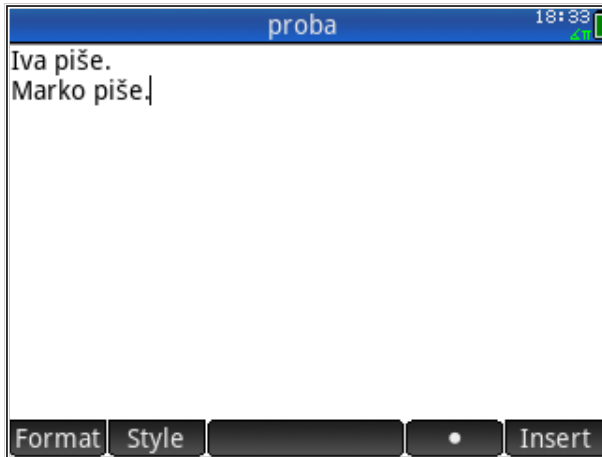 proba
18:33
∡π
Iva piše.
Marko piše.
Format Style • Insert